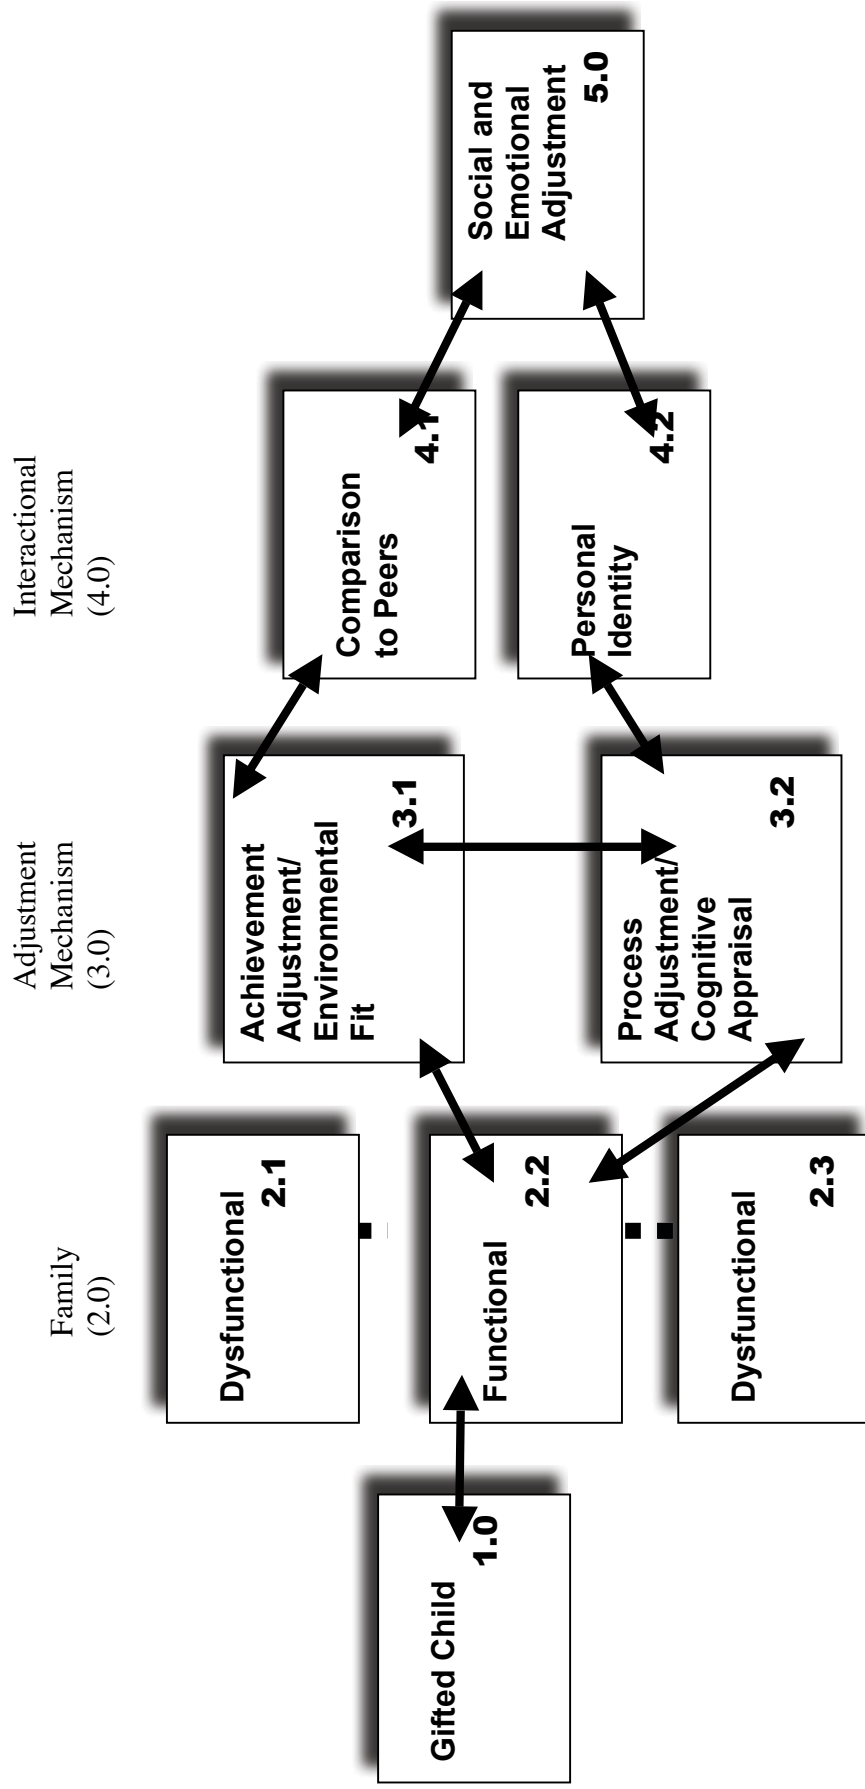 Family
(2.0)
Adjustment
Mechanism
(3.0)
Interactional
Mechanism
(4.0)
Gifted Child
1.0
Dysfunctional
2.1
Functional
2.2
Dysfunctional
2.3
Achievement
Adjustment/
Environmental
Fit
3.1
Process
Adjustment/
Cognitive
Appraisal
3.2
Comparison
to Peers
4.1
Personal
Identity
4.2
Social and
Emotional
Adjustment
5.0